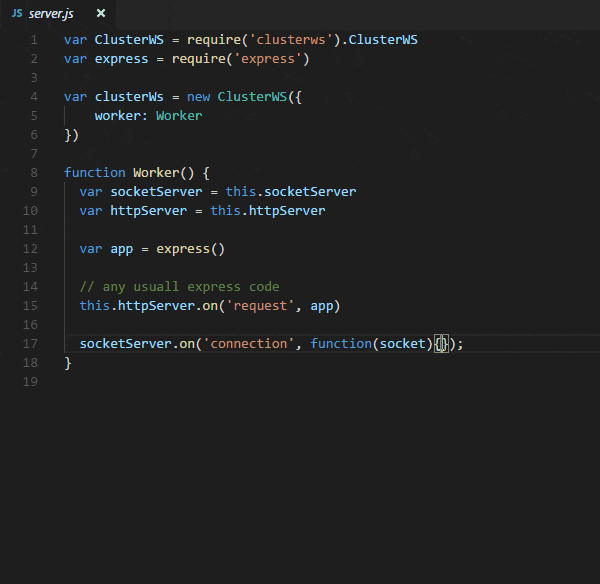 JS server.js ×
1 var ClusterWS = require('clusterws').ClusterWS
2 var express = require('express')
3
4 var clusterWs = new ClusterWS({
5     worker: Worker
6 })
7
8 function Worker() {
9   var socketServer = this.socketServer
10   var httpServer = this.httpServer
11
12   var app = express()
13
14   // any usuall express code
15   this.httpServer.on('request', app)
16
17   socketServer.on('connection', function(socket){});
18 }
19